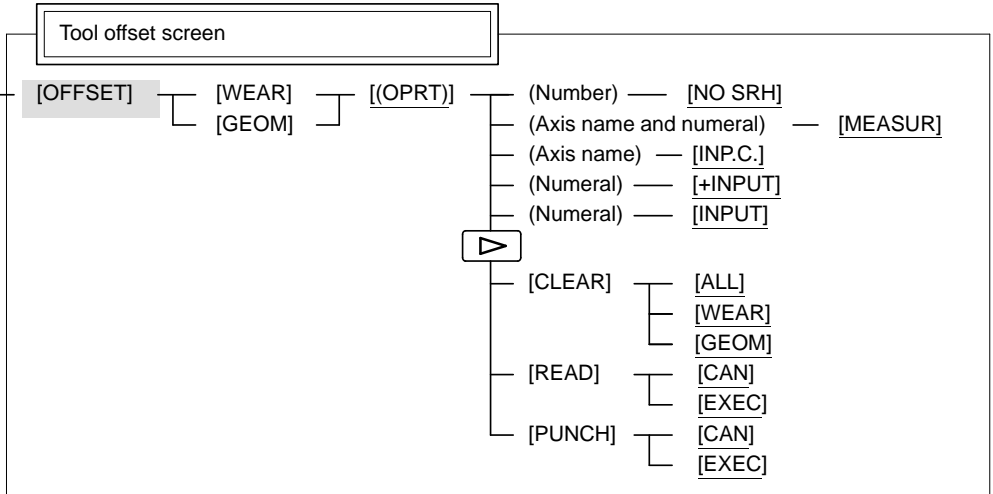 Tool offset screen
[OFFSET] [WEAR] [(OPRT)] (Number) [NO SRH]
[GEOM] (Axis name and numeral) [MEASUR]
(Axis name) [INP.C.]
(Numeral) [+INPUT]
(Numeral) [INPUT]
[CLEAR] [ALL]
[WEAR]
[GEOM]
[READ] [CAN]
[EXEC]
[PUNCH] [CAN]
[EXEC]